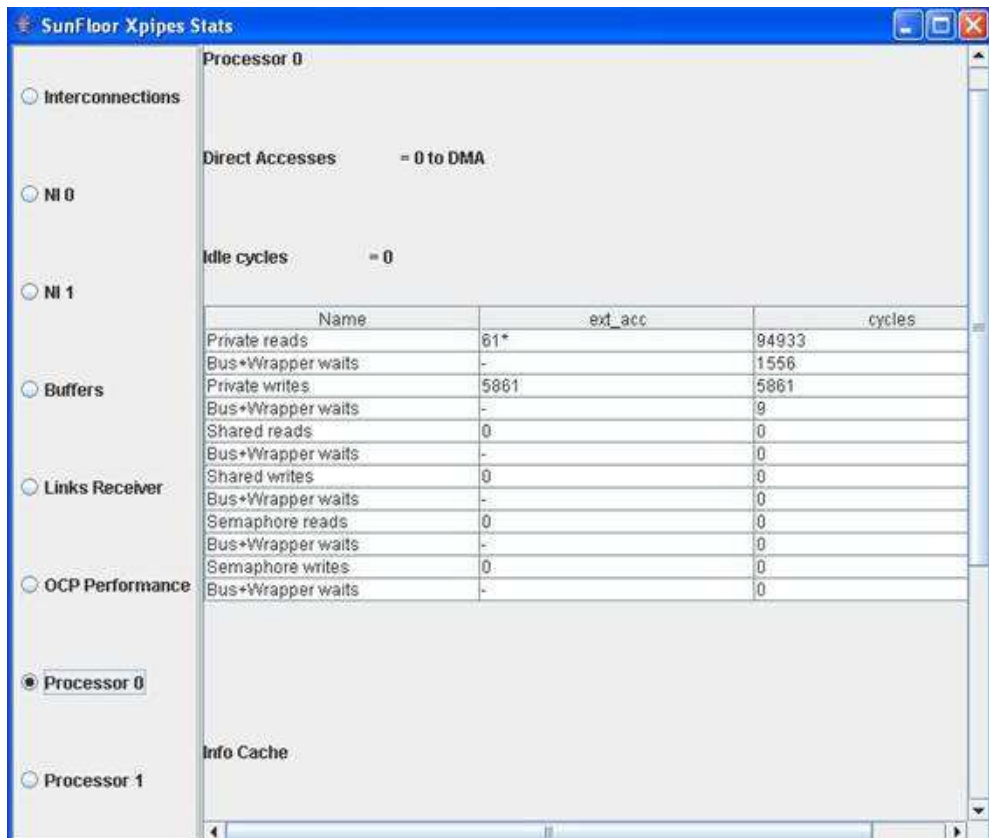 SunFloor Xpipes Stats
Interconnections
NI 0
NI 1
Buffers
Links Receiver
OCP Performance
Processor 0
Processor 1
Processor 0
Direct Accesses = 0 to DMA
Idle cycles = 0
Name ext_acc cycles
Private reads 61* 94933
Bus+Wrapper waits - 1556
Private writes 5861 5861
Bus+Wrapper waits - 9
Shared reads 0 0
Bus+Wrapper waits - 0
Shared writes 0 0
Bus+Wrapper waits - 0
Semaphore reads 0 0
Bus+Wrapper waits - 0
Semaphore writes 0 0
Bus+Wrapper waits - 0
Info Cache